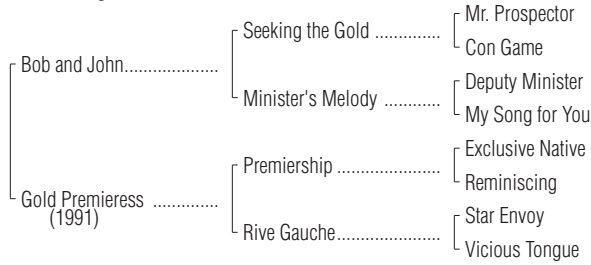 Mr. Prospector
Seeking the Gold ..............
Con Game
Bob and John....................
Deputy Minister
Minister's Melody ............
My Song for You
Exclusive Native
Premiership ......................
Reminiscing
Gold Premieress ..............
(1991)
Star Envoy
Rive Gauche......................
Vicious Tongue